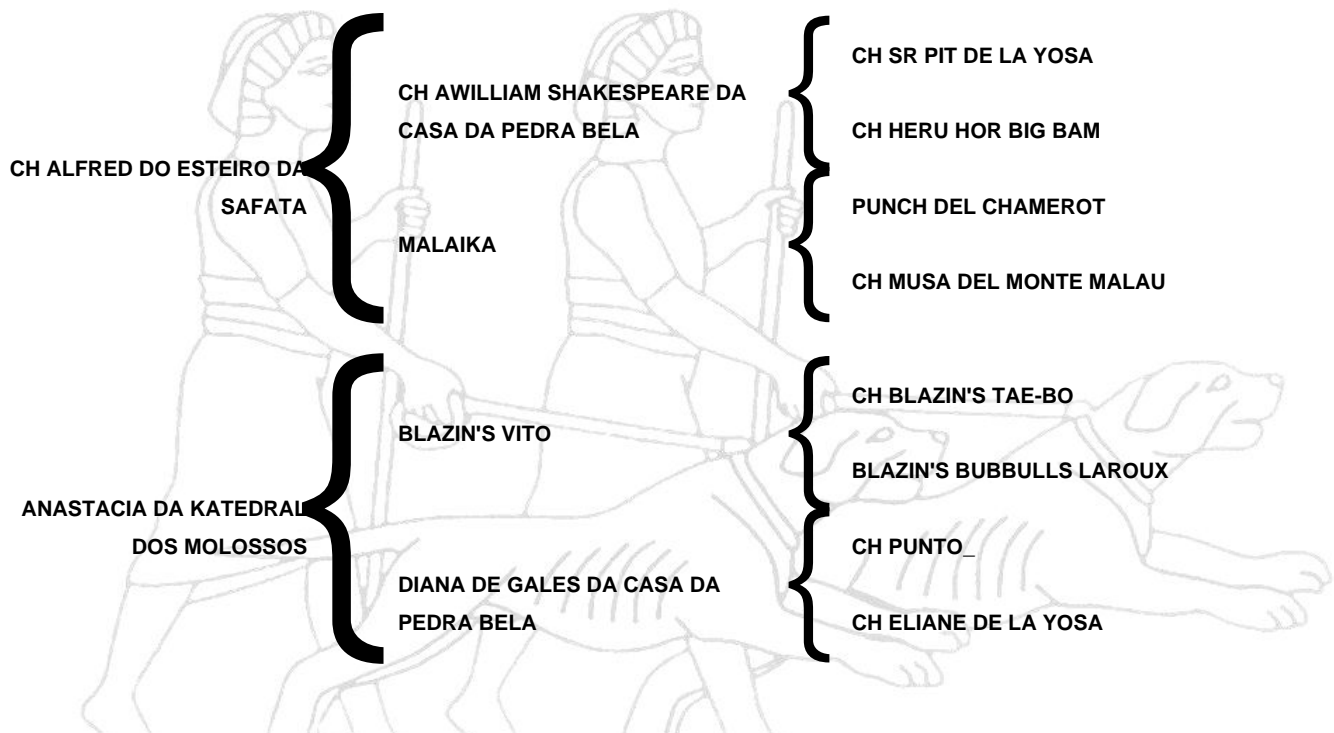 CH ALFRED DO ESTEIRO DA
SAFATA
CH AWILLIAM SHAKESPEARE DA
CASA DA PEDRA BELA
CH SR PIT DE LA YOSA
CH HERU HOR BIG BAM
MALAIKA
PUNCH DEL CHAMEROT
CH MUSA DEL MONTE MALAU
ANASTACIA DA KATEDRAL
DOS MOLOSSOS
BLAZIN'S VITO
CH BLAZIN'S TAE-BO
BLAZIN'S BUBBULLS LAROUX
DIANA DE GALES DA CASA DA
PEDRA BELA
CH PUNTO_
CH ELIANE DE LA YOSA